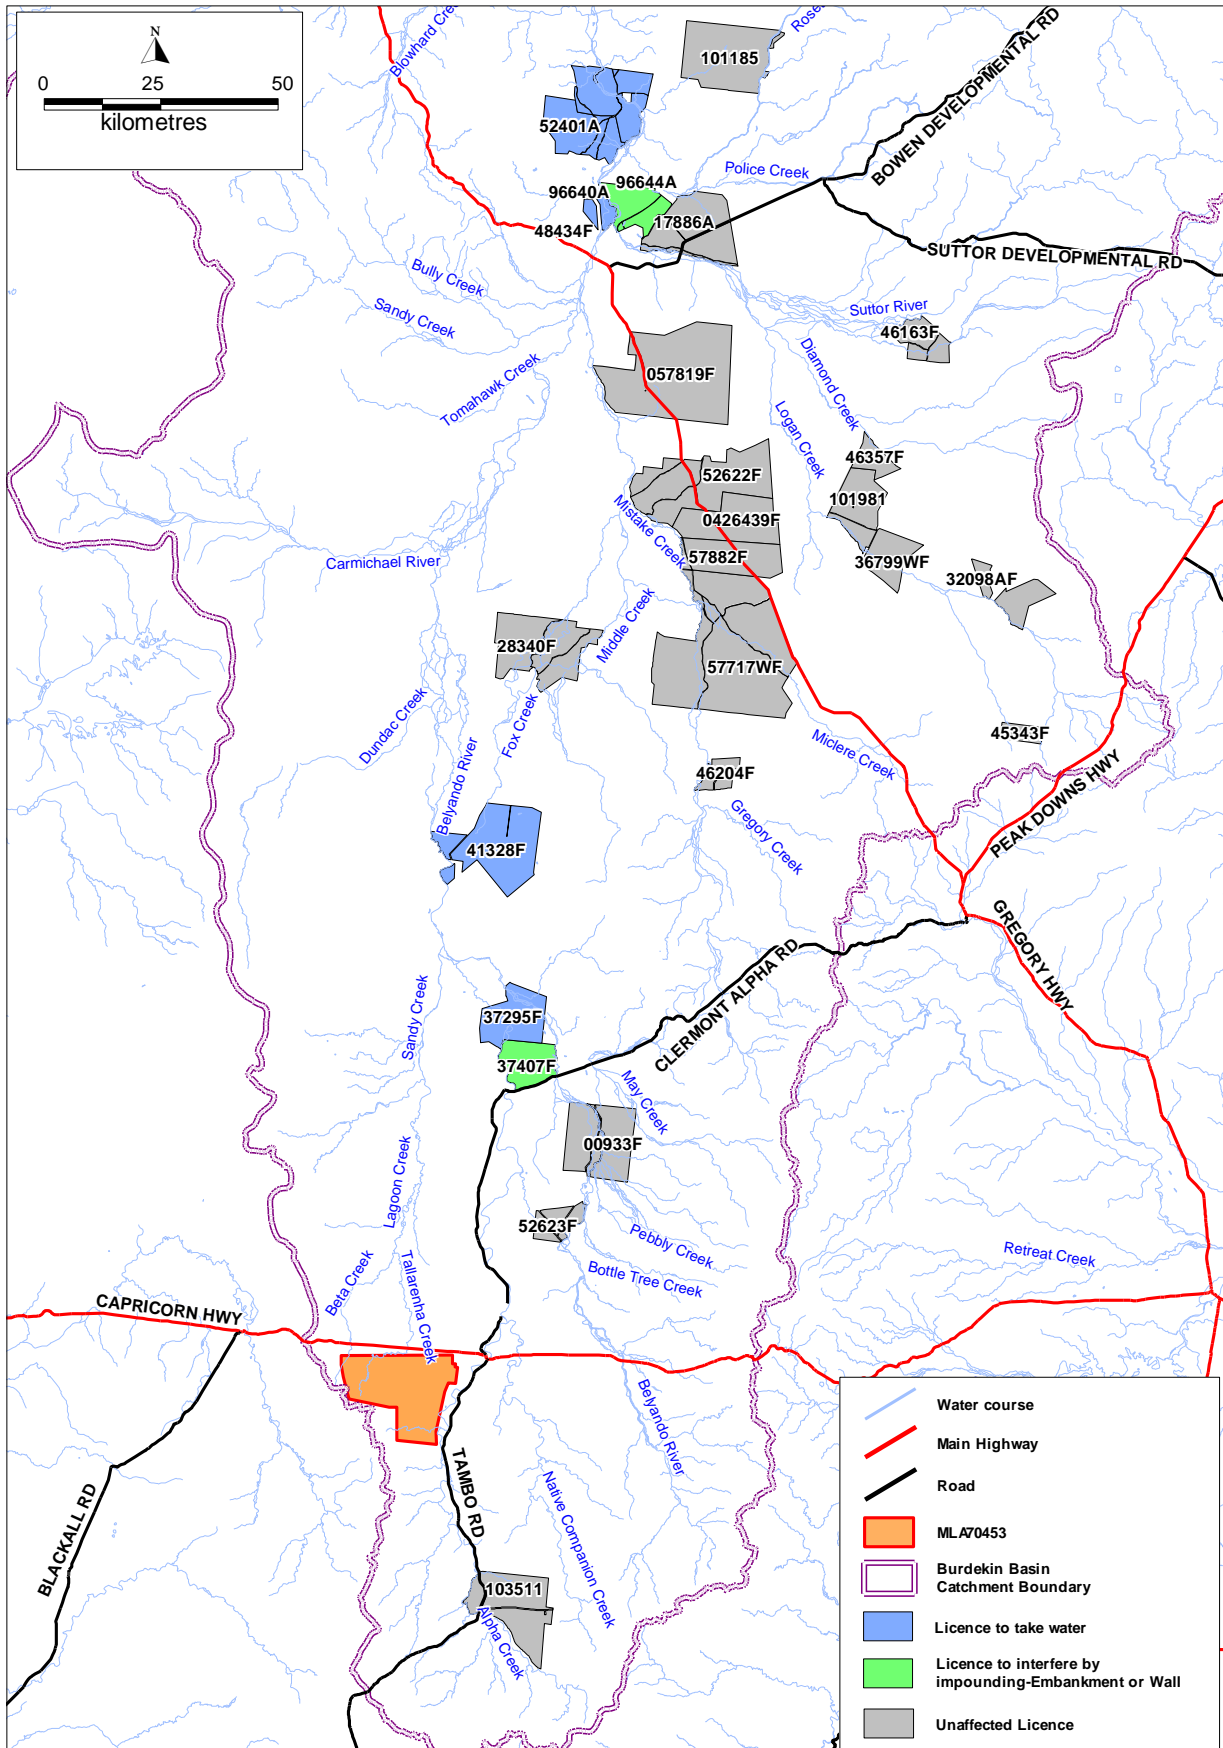 N
0 25 50
kilometres
Blowhard Cree
Rose
101185
BOWEN DEVELOPMENTAL RD
52401A
Police Creek
96644A
96640A
17886A
48434F
SUTTOR DEVELOPMENTAL RD
Bully Creek
Sandy Creek
Suttor River
46163F
Diamond Creek
057819F
Tomahawk Creek
Logan Creek
46357F
52622F
101981
Mistake Creek
0426439F
57882F
36799WF
Carmichael River
32098AF
Middle Creek
28340F
57717WF
Dundac Creek
Fox Creek
45343F
Miclere Creek
Belyando River
46204F
PEAK DOWNS HWY
Gregory Creek
41328F
GREGORY HWY
CLERMONT ALPHA RD
Sandy Creek
37295F
37407F
May Creek
00933F
Lagoon Creek
52623F
Pebbly Creek
Retreat Creek
Bottle Tree Creek
Beta Creek
Tallarenha Creek
CAPRICORN HWY
Belyando River
TAMBO RD
Native Companion Creek
BLACKALL RD
103511
Alpha Creek
Water course
Main Highway
Road
MLA70453
Burdekin Basin
Catchment Boundary
Licence to take water
Licence to interfere by
impounding-Embankment or Wall
Unaffected Licence